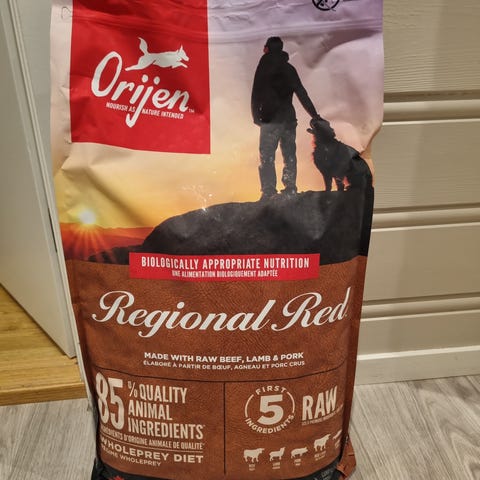 Orijen™
NOURISH AS NATURE INTENDED
BIOLOGICALLY APPROPRIATE NUTRITION
UNE ALIMENTATION BIOLOGIQUEMENT ADAPTÉE
Regional Red
MADE WITH RAW BEEF, LAMB & PORK
ÉLABORÉ À PARTIR DE BŒUF, AGNEAU ET PORC CRUS
85% QUALITY
ANIMAL
INGREDIENTS
D'ORIGINE ANIMALE DE QUALITÉ
WHOLEPREY DIET
WHOLEPREY
FIRST
5
INGREDIENTS
RAW